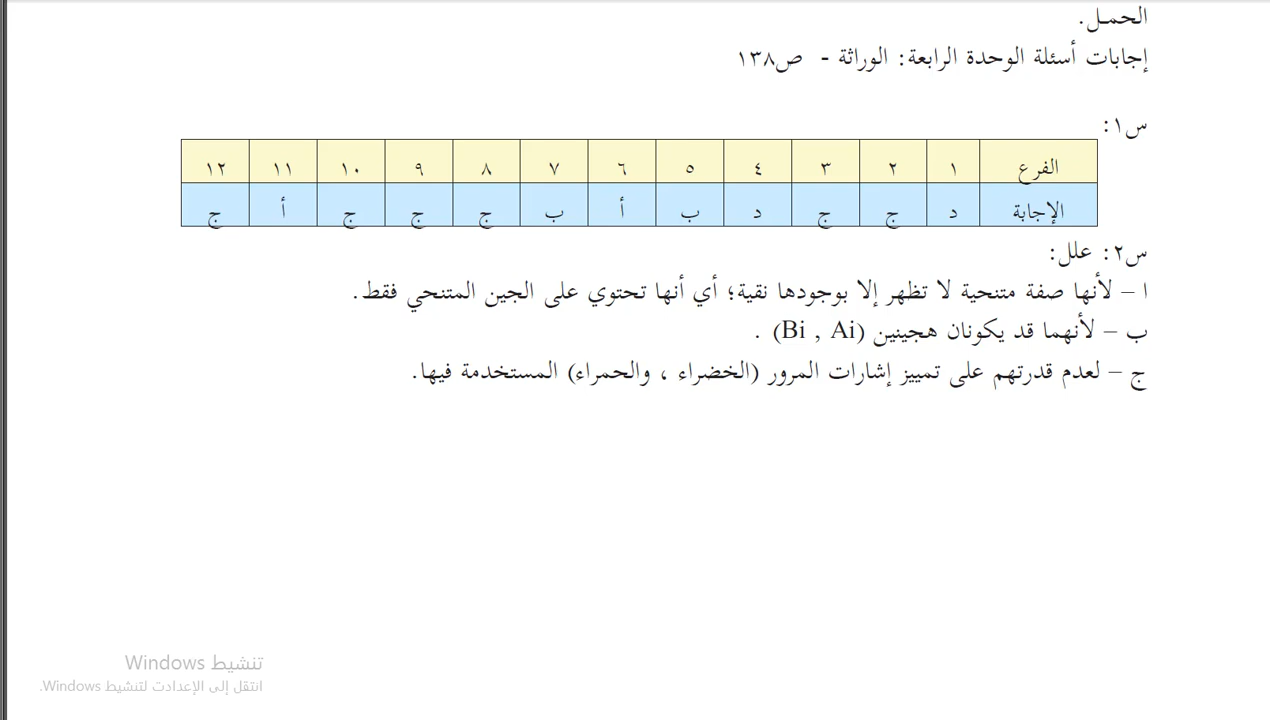 الحمـل.
إجابات أسئلة الوحدة الرابعة: الوراثة - ص١٣٨
س١:
الفرع ١ ٢ ٣ ٤ ٥ ٦ ٧ ٨ ٩ ١٠ ١١ ١٢
الإجابة د ج ج د ب أ ب ج ج ج أ ج
س٢: علل:
ا – لأنها صفة متنحية لا تظهر إلا بوجودها نقية؛ أي أنها تحتوي على الجين المتنحي فقط.
ب – لأنهما قد يكونان هجينين (Bi , Ai) .
ج – لعدم قدرتهم على تمييز إشارات المرور (الخضراء ، والحمراء) المستخدمة فيها.
تنشيط Windows
انتقل إلى الإعدادت لتنشيط Windows.